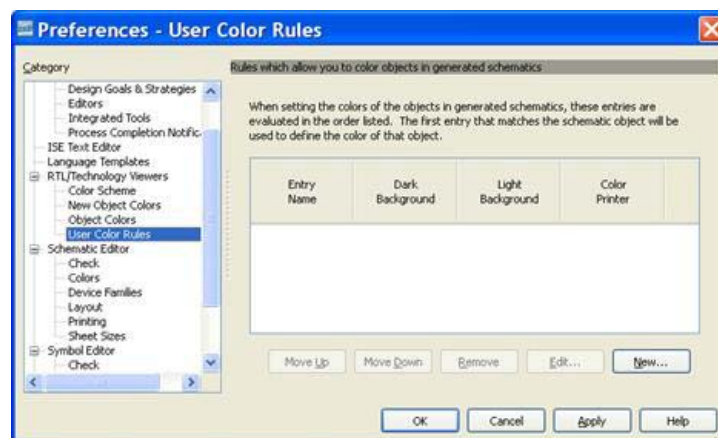 Preferences - User Color Rules
Category
Design Goals & Strategies
Editors
Integrated Tools
Process Completion Notific
ISE Text Editor
Language Templates
RTL/Technology Viewers
Color Scheme
New Object Colors
Object Colors
User Color Rules
Schematic Editor
Check
Colors
Device Families
Layout
Printing
Sheet Sizes
Symbol Editor
Check
Rules which allow you to color objects in generated schematics
When setting the colors of the objects in generated schematics, these entries are
evaluated in the order listed. The first entry that matches the schematic object will be
used to define the color of that object.
Entry Name
Dark Background
Light Background
Color Printer
Move Up
Move Down
Remove
Edit...
New...
OK
Cancel
Apply
Help